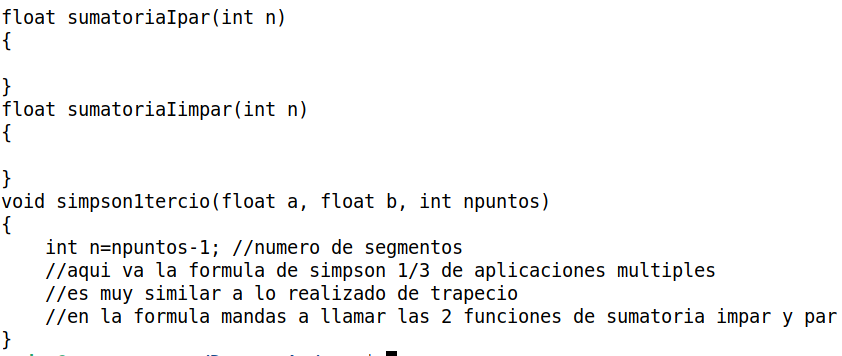 float sumatoriaIpar(int n)
{
}
float sumatoriaIimpar(int n)
{
}
void simpson1tercio(float a, float b, int npuntos)
{
int n=npuntos-1; //numero de segmentos
//aqui va la formula de simpson 1/3 de aplicaciones multiples
//es muy similar a lo realizado de trapecio
//en la formula mandas a llamar las 2 funciones de sumatoria impar y par
}